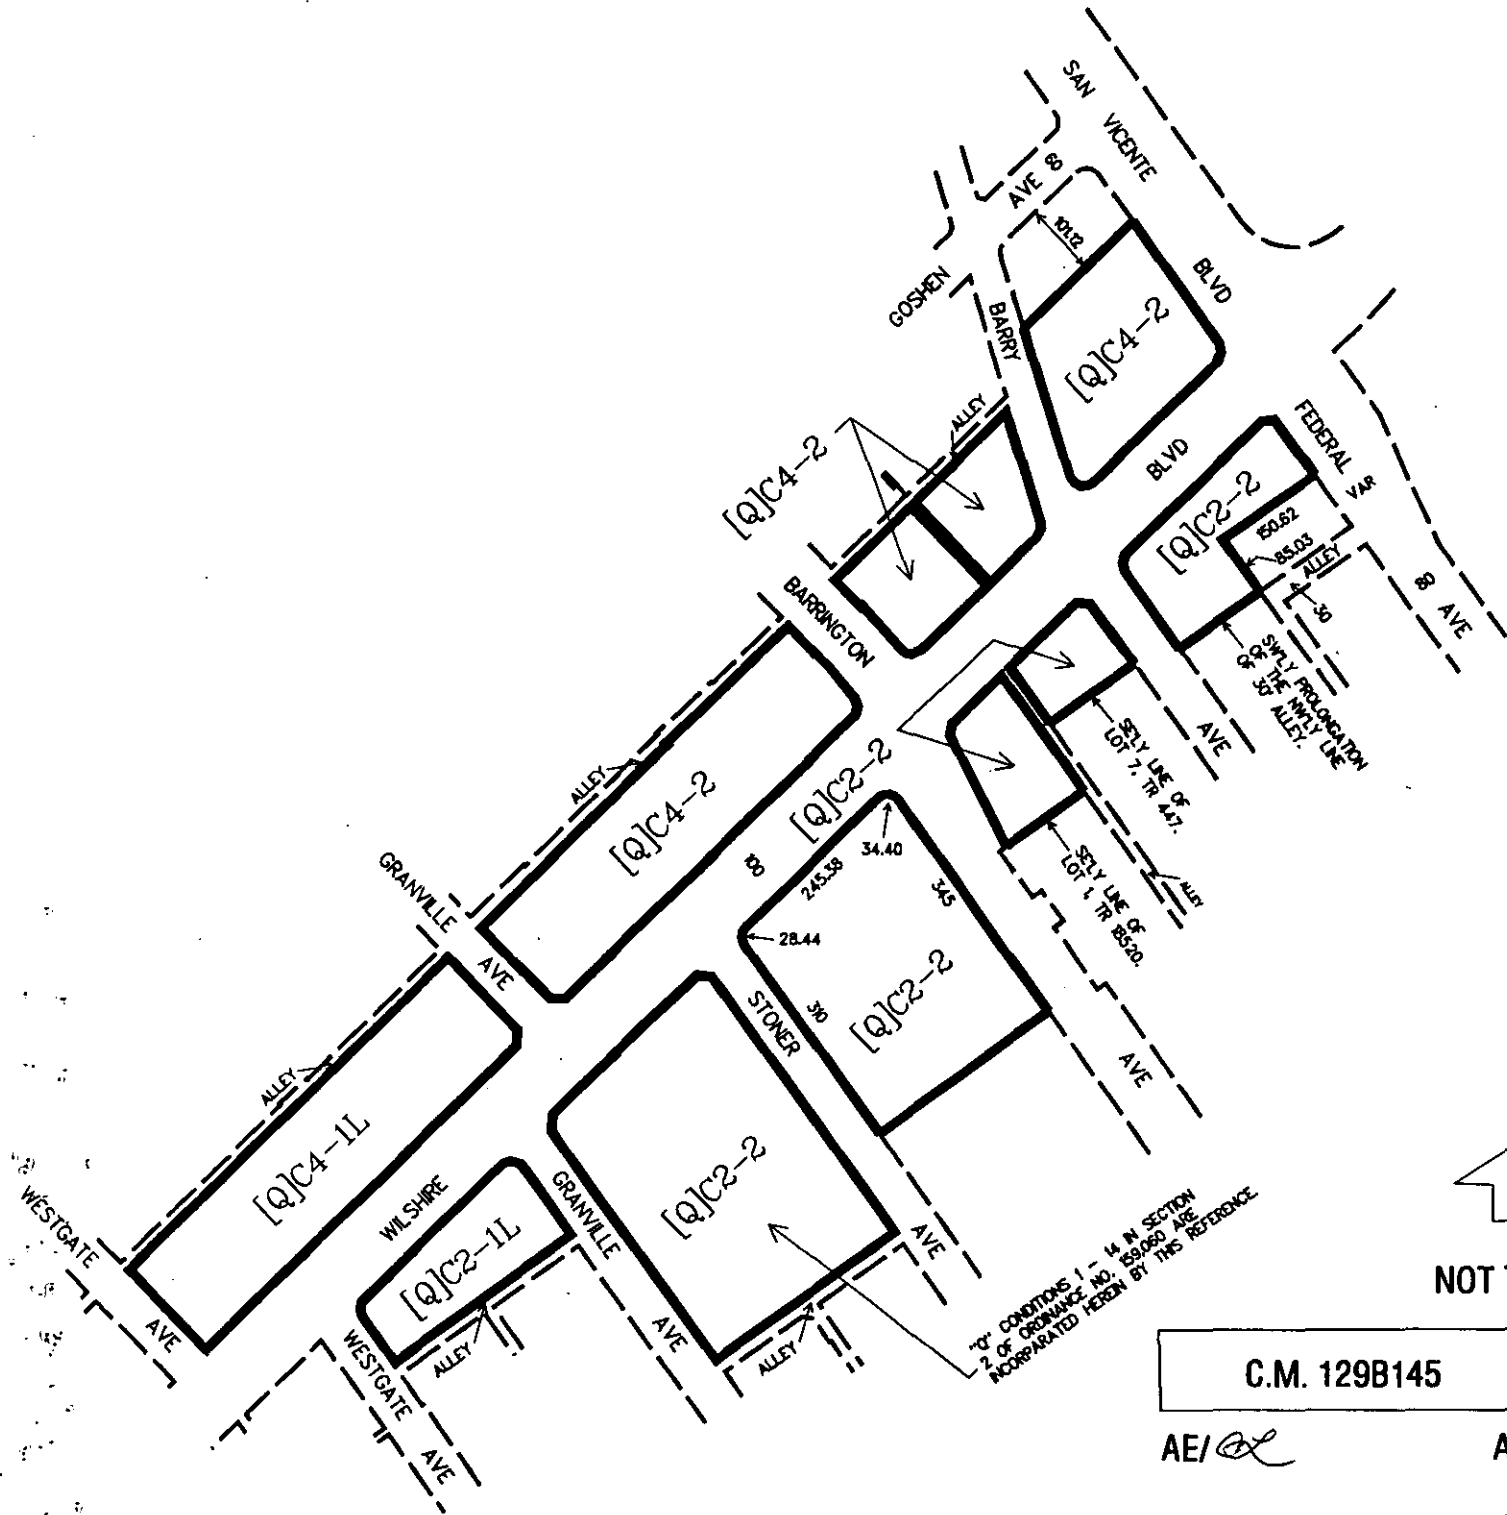 SAN
VICENTE
BLVD
AVE 60
101.12
GOSHEN
BARRY
[Q]C4-2
ALLEY
[Q]C4-2
BLVD
FEDERAL
VAR
[Q]C2-2
150.62
85.03
ALLEY
30
80 AVE
BARRINGTON
SW'LY PROLONGATION
OF THE NW'LY LINE
OF 30' ALLEY.
AVE
SE'LY LINE OF
LOT 7, TR 447.
ALLEY
[Q]C4-2
[Q]C2-2
100
245.38
34.40
345
SE'LY LINE OF
LOT 1, TR 18520.
ALLEY
GRANVILLE
AVE
28.44
310
STONER
[Q]C2-2
AVE
ALLEY
[Q]C4-1L
WESTGATE
AVE
WILSHIRE
[Q]C2-1L
GRANVILLE
[Q]C2-2
AVE
"Q" CONDITIONS 1 - 14 IN SECTION
2 OF ORDINANCE NO. 159,060 ARE
INCORPARATED HEREIN BY THIS REFERENCE.
WESTGATE
AVE
ALLEY
AVE
ALLEY
NOT
C.M. 129B145
AE/
A